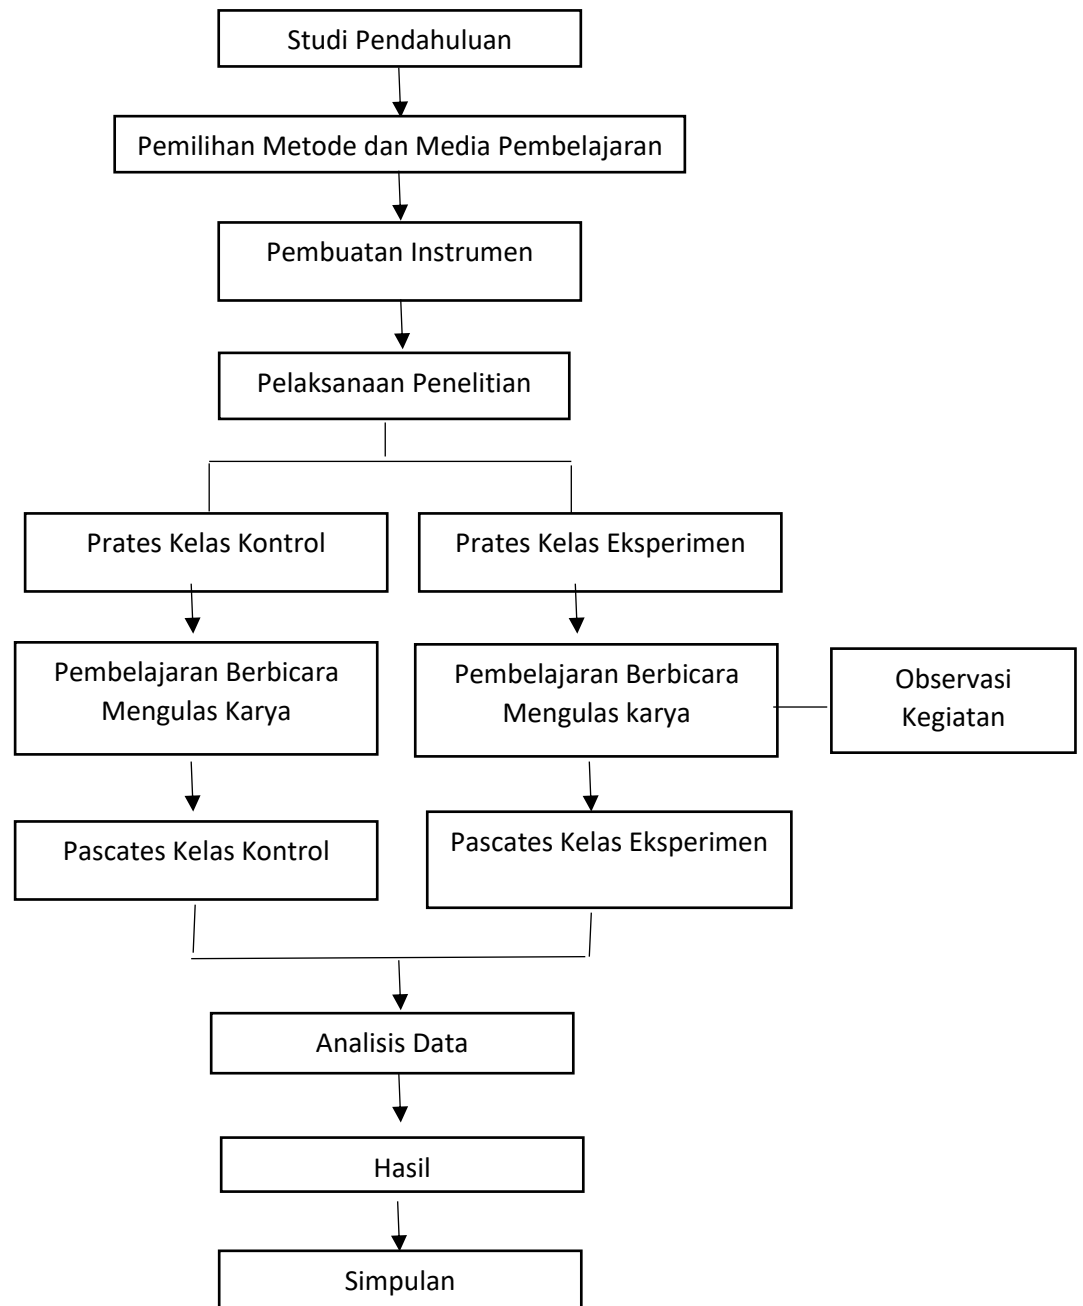 Studi Pendahuluan
Pemilihan Metode dan Media Pembelajaran
Pembuatan Instrumen
Pelaksanaan Penelitian
Prates Kelas Kontrol
Prates Kelas Eksperimen
Pembelajaran Berbicara
Mengulas Karya
Pembelajaran Berbicara
Mengulas karya
Observasi
Kegiatan
Pascates Kelas Kontrol
Pascates Kelas Eksperimen
Analisis Data
Hasil
Simpulan